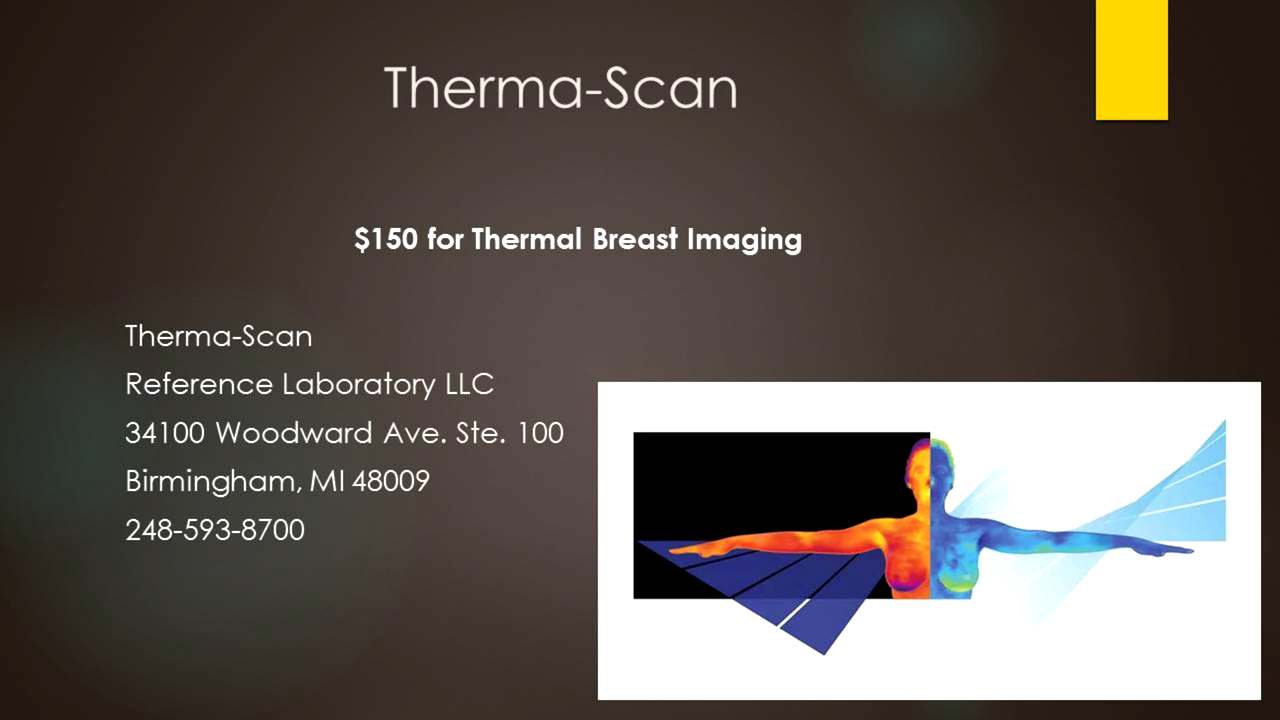 Therma-Scan
$150 for Thermal Breast Imaging
Therma-Scan
Reference Laboratory LLC
34100 Woodward Ave. Ste. 100
Birmingham, MI 48009
248-593-8700